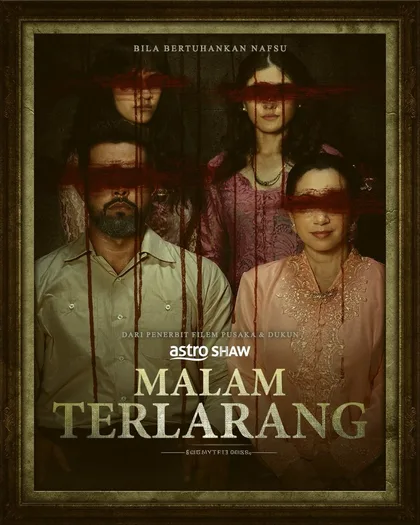 BILA BERTUHANKAN NAFSU
DARI PENERBIT FILEM PUSAKA & DUKUN
astro SHAW
MALAM
TERLARANG